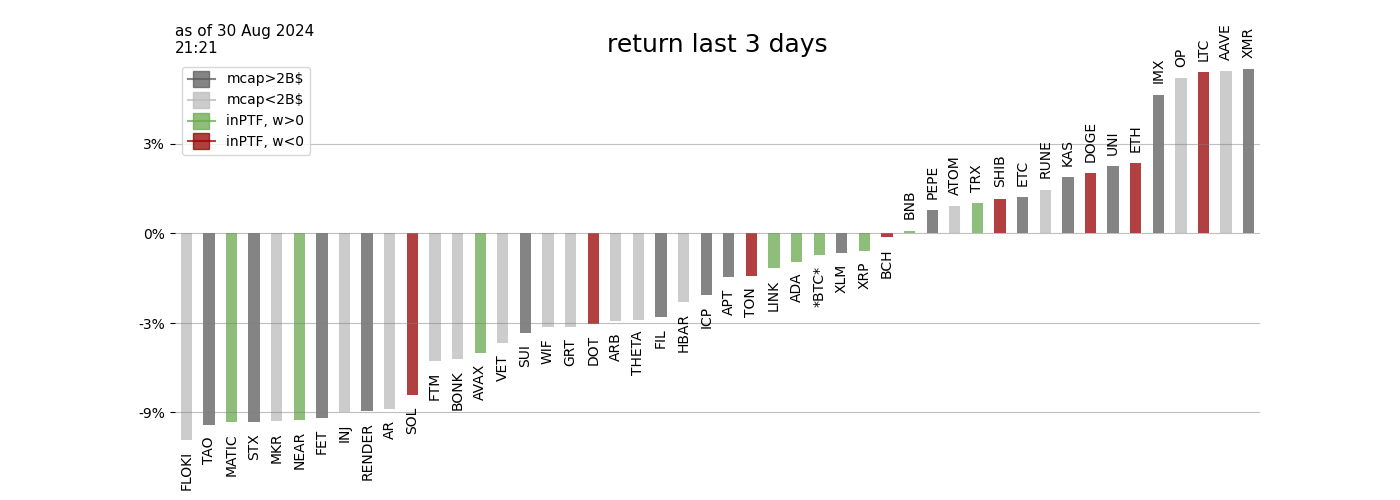 as of 30 Aug 2024
21:21
return last 3 days
mcap>2B$
mcap<2B$
inPTF, w>0
inPTF, w<0
3%
0%
-3%
-9%
FLOKI
TAO
MATIC
STX
MKR
NEAR
FET
INJ
RENDER
AR
SOL
FTM
BONK
AVAX
VET
SUI
WIF
GRT
DOT
ARB
THETA
FIL
HBAR
ICP
APT
TON
LINK
ADA
*BTC*
XLM
XRP
BCH
BNB
PEPE
ATOM
TRX
SHIB
ETC
RUNE
KAS
DOGE
UNI
ETH
IMX
OP
LTC
AAVE
XMR